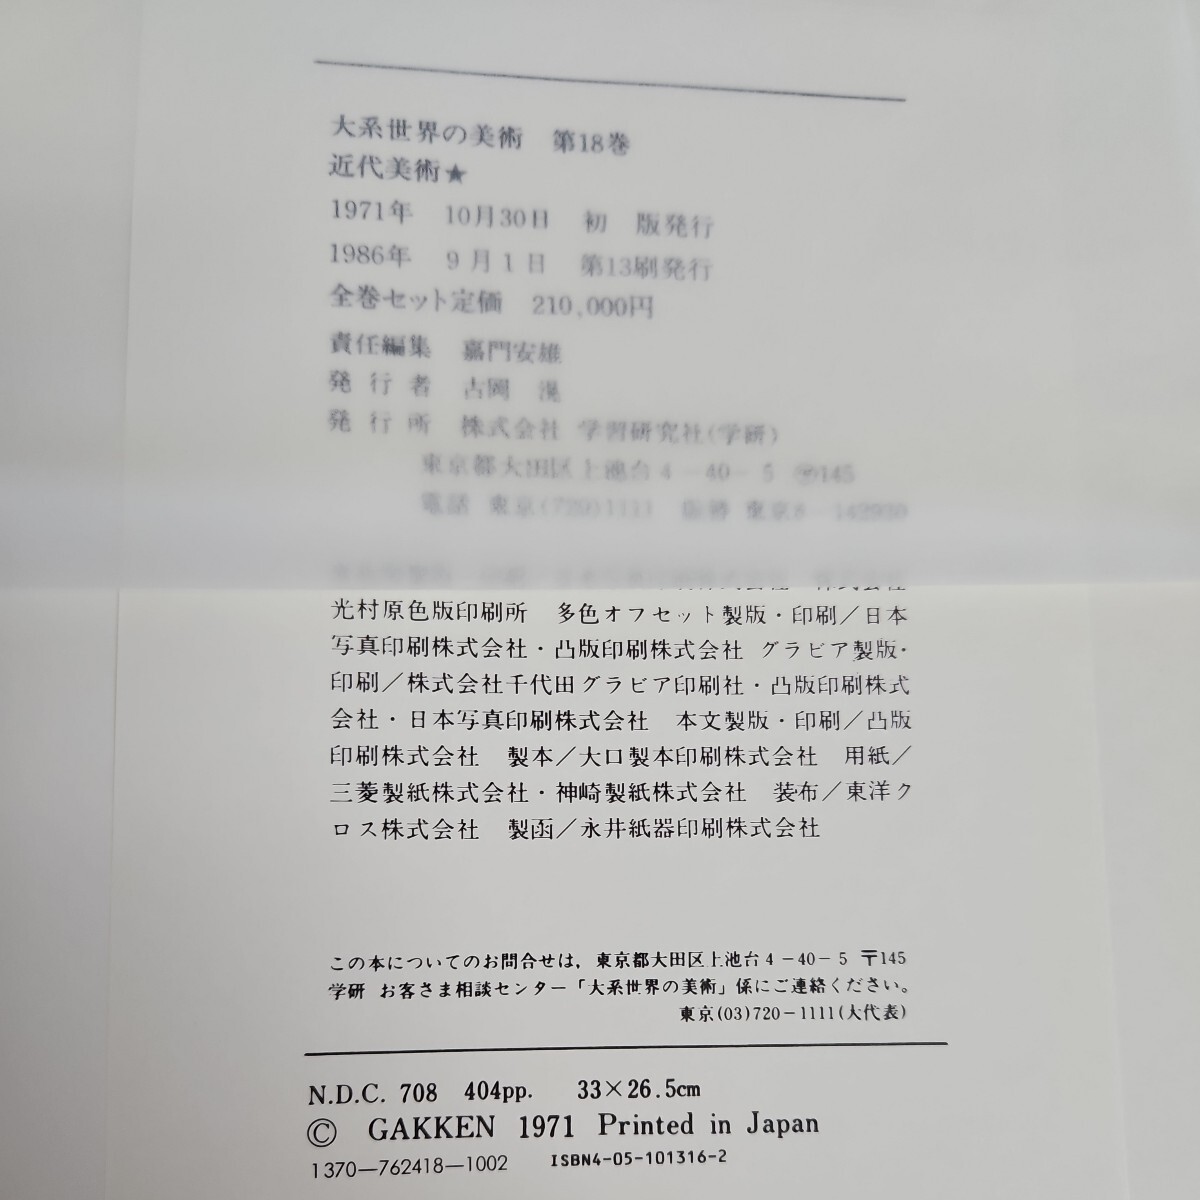 大系世界の美術 第18巻
近代美術★
1971年 10月30日 初 版発行
1986年 9月1日 第13刷発行
全巻セット定価 210,000円
責任編集 嘉門安雄
発行者 古岡 滉
発行所 株式会社 学習研究社(学研)
東京都大田区上池台4-40-5 〒145
電話 東京(720)1111 振替 東京8-142930
光村原色版印刷所 多色オフセット製版・印刷/日本
写真印刷株式会社・凸版印刷株式会社 グラビア製版・
印刷/株式会社千代田グラビア印刷社・凸版印刷株式
会社・日本写真印刷株式会社 本文製版・印刷/凸版
印刷株式会社 製本/大口製本印刷株式会社 用紙/
三菱製紙株式会社・神崎製紙株式会社 装布/東洋ク
ロス株式会社 製函/永井紙器印刷株式会社
この本についてのお問合せは,東京都大田区上池台4-40-5 〒145
学研 お客さま相談センター「大系世界の美術」係にご連絡ください。
東京(03)720-1111(大代表)
N.D.C. 708 404pp. 33×26.5cm
© GAKKEN 1971 Printed in Japan
1370—762418—1002 ISBN4-05-101316-2